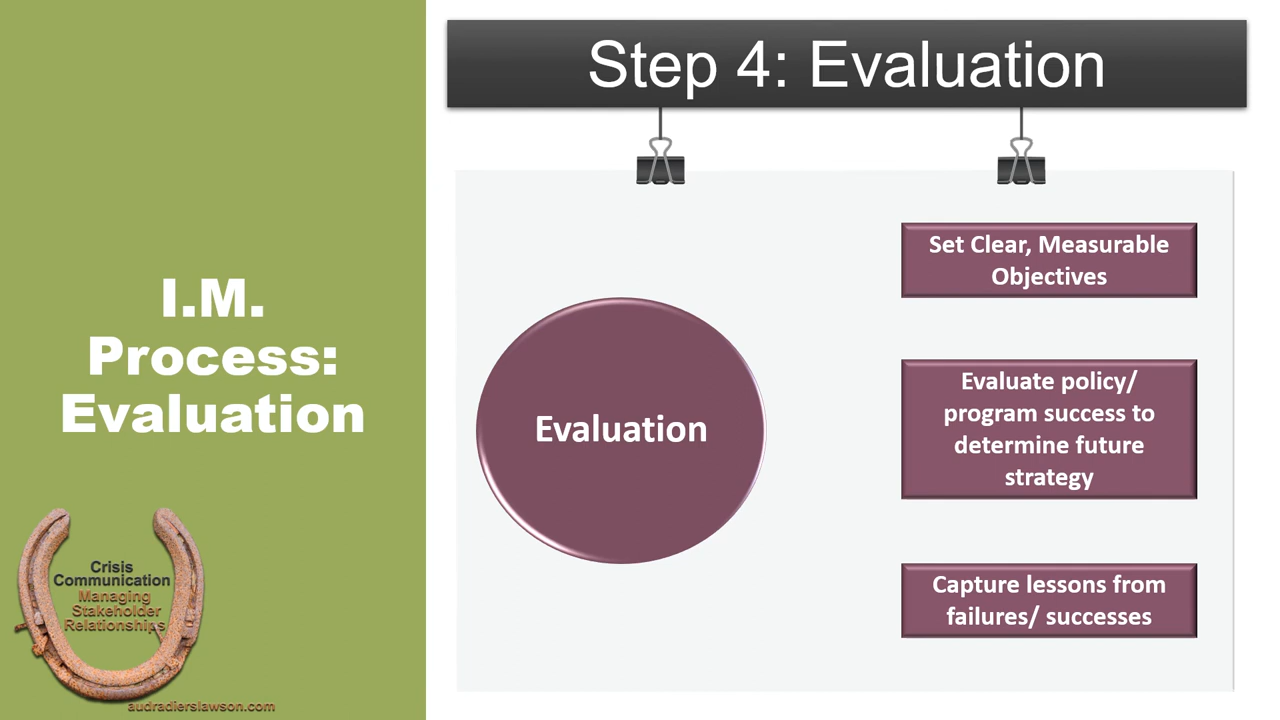 Step 4: Evaluation
I.M.
Process:
Evaluation
Evaluation
Set Clear, Measurable
Objectives
Evaluate policy/
program success to
determine future
strategy
Capture lessons from
failures/ successes
Crisis
Communication
Managing
Stakeholder
Relationships
audradierslawson.com